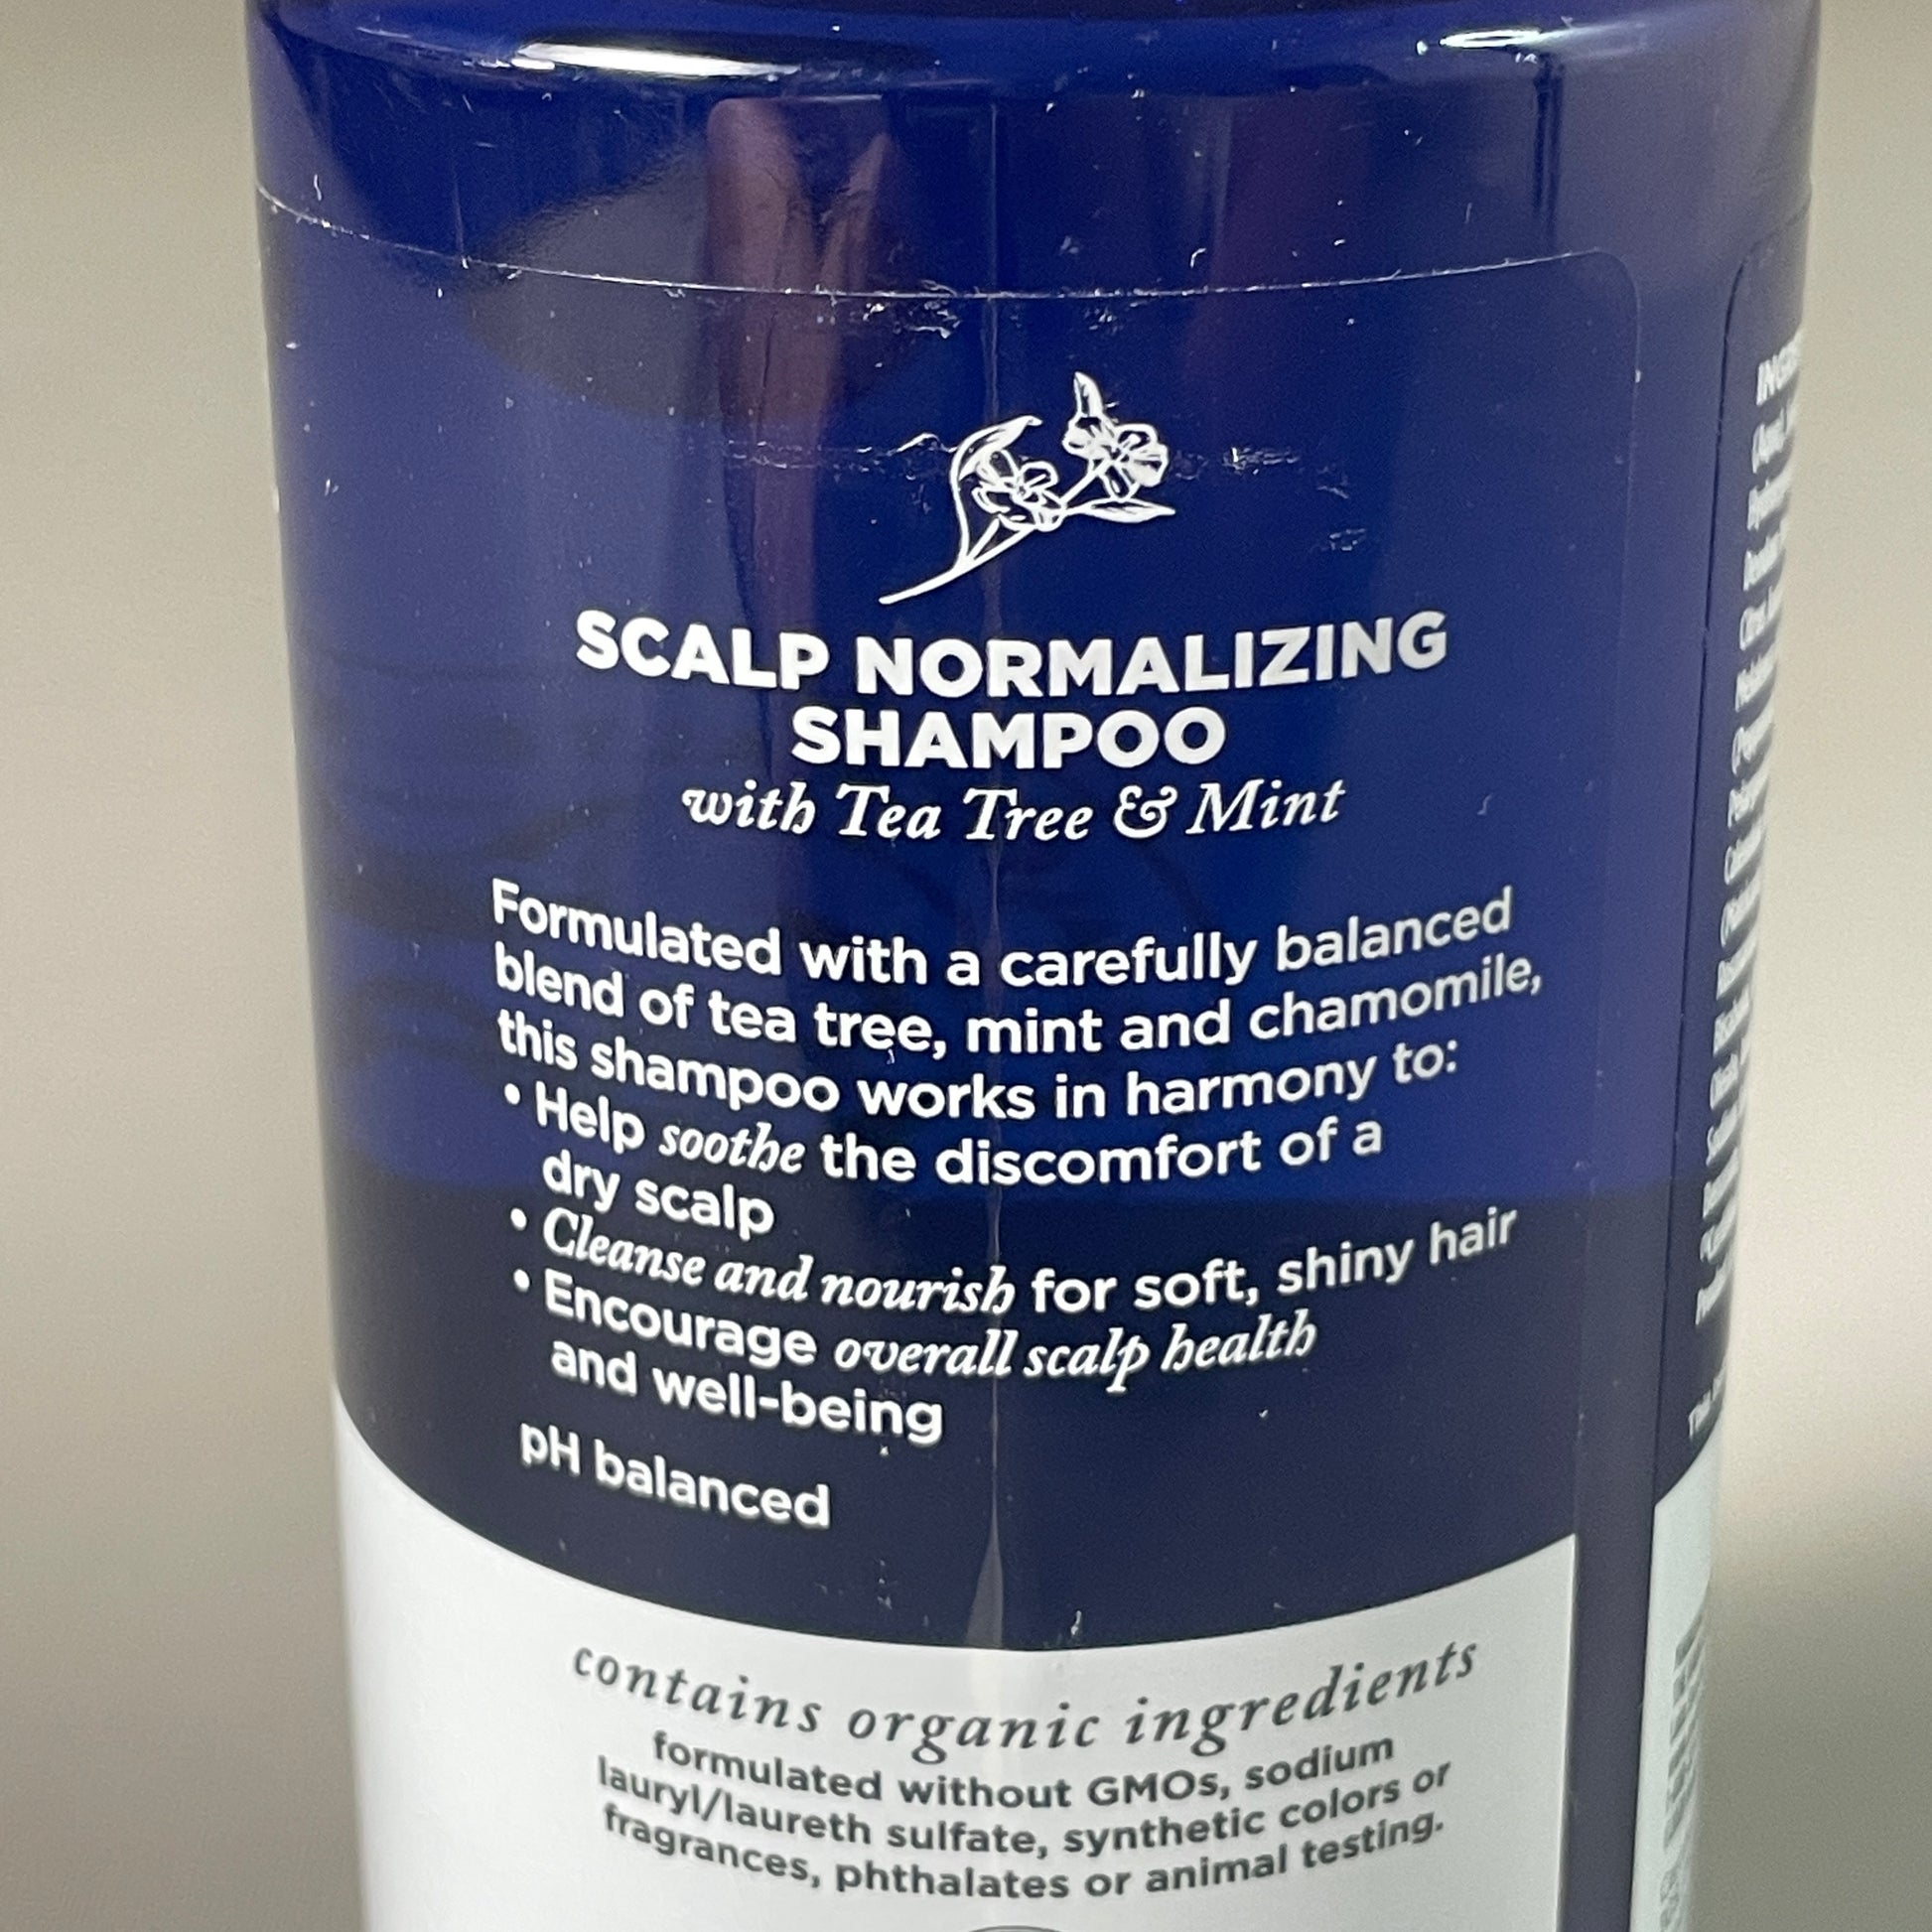 SCALP NORMALIZING
SHAMPOO
with Tea Tree & Mint
Formulated with a carefully balanced
blend of tea tree, mint and chamomile,
this shampoo works in harmony to:
• Help soothe the discomfort of a
dry scalp
• Cleanse and nourish for soft, shiny hair
• Encourage overall scalp health
and well-being
pH balanced
contains organic ingredients
formulated without GMOs, sodium
lauryl/laureth sulfate, synthetic colors or
fragrances, phthalates or animal testing.